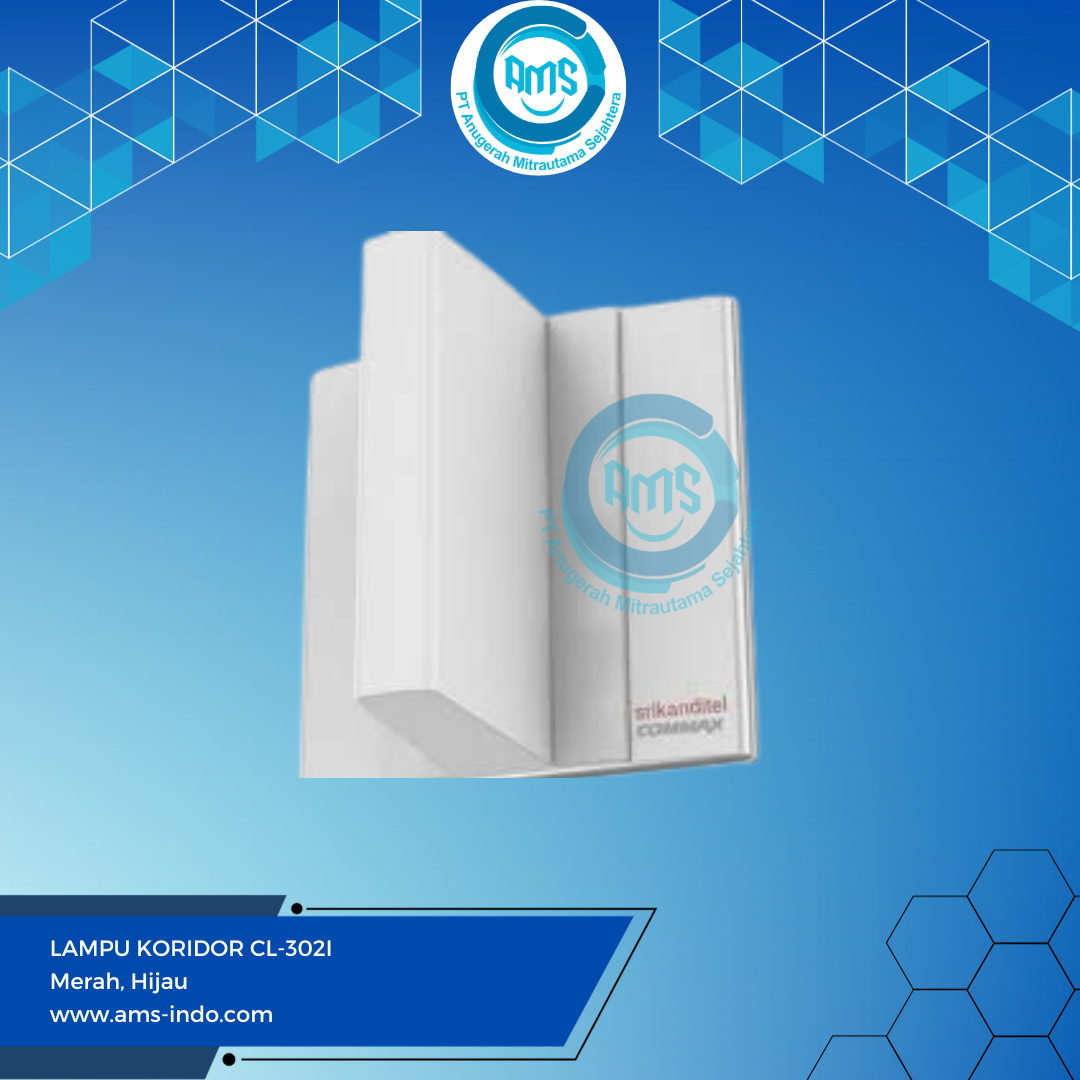 AMS
PT Anugerah Mitrautama Sejahtera
AMS
PT Anugerah Mitrautama Sejahtera
srikanditel
COMMAX
LAMPU KORIDOR CL-302I
Merah, Hijau
www.ams-indo.com